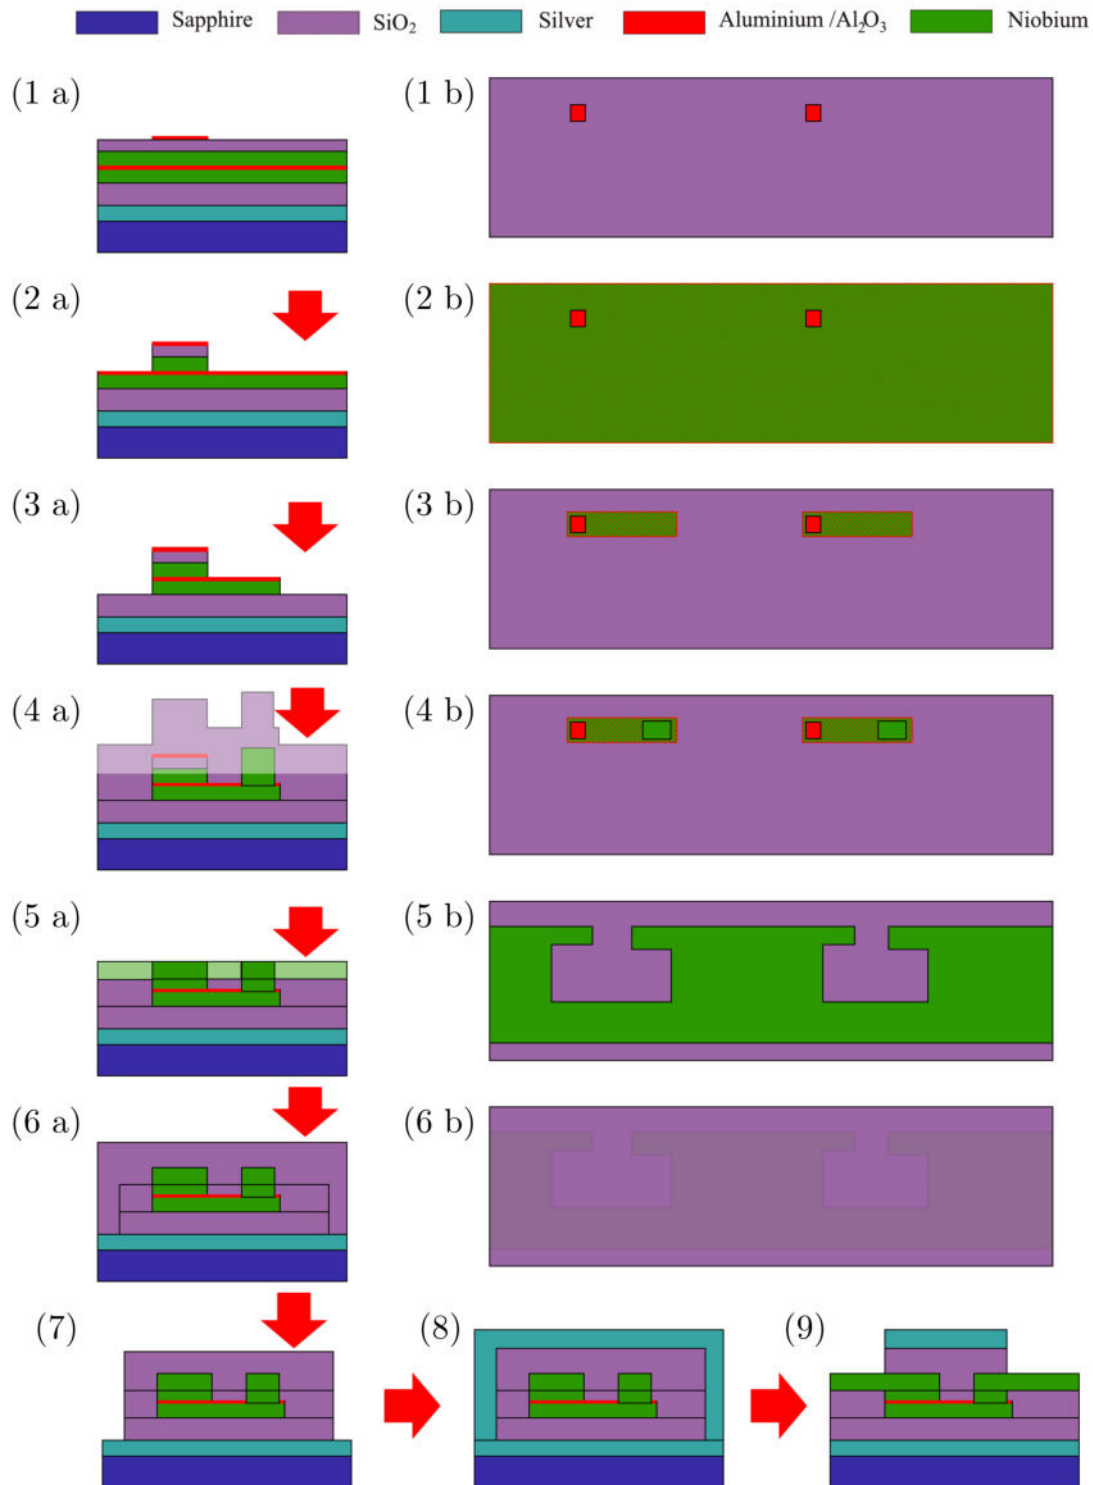 Sapphire SiO₂ Silver Aluminium /Al₂O₃ Niobium
(1 a) (1 b)
(2 a) (2 b)
(3 a) (3 b)
(4 a) (4 b)
(5 a) (5 b)
(6 a) (6 b)
(7) (8) (9)